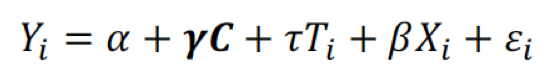 Yᵢ = α + γC + τTᵢ + βXᵢ + εᵢ